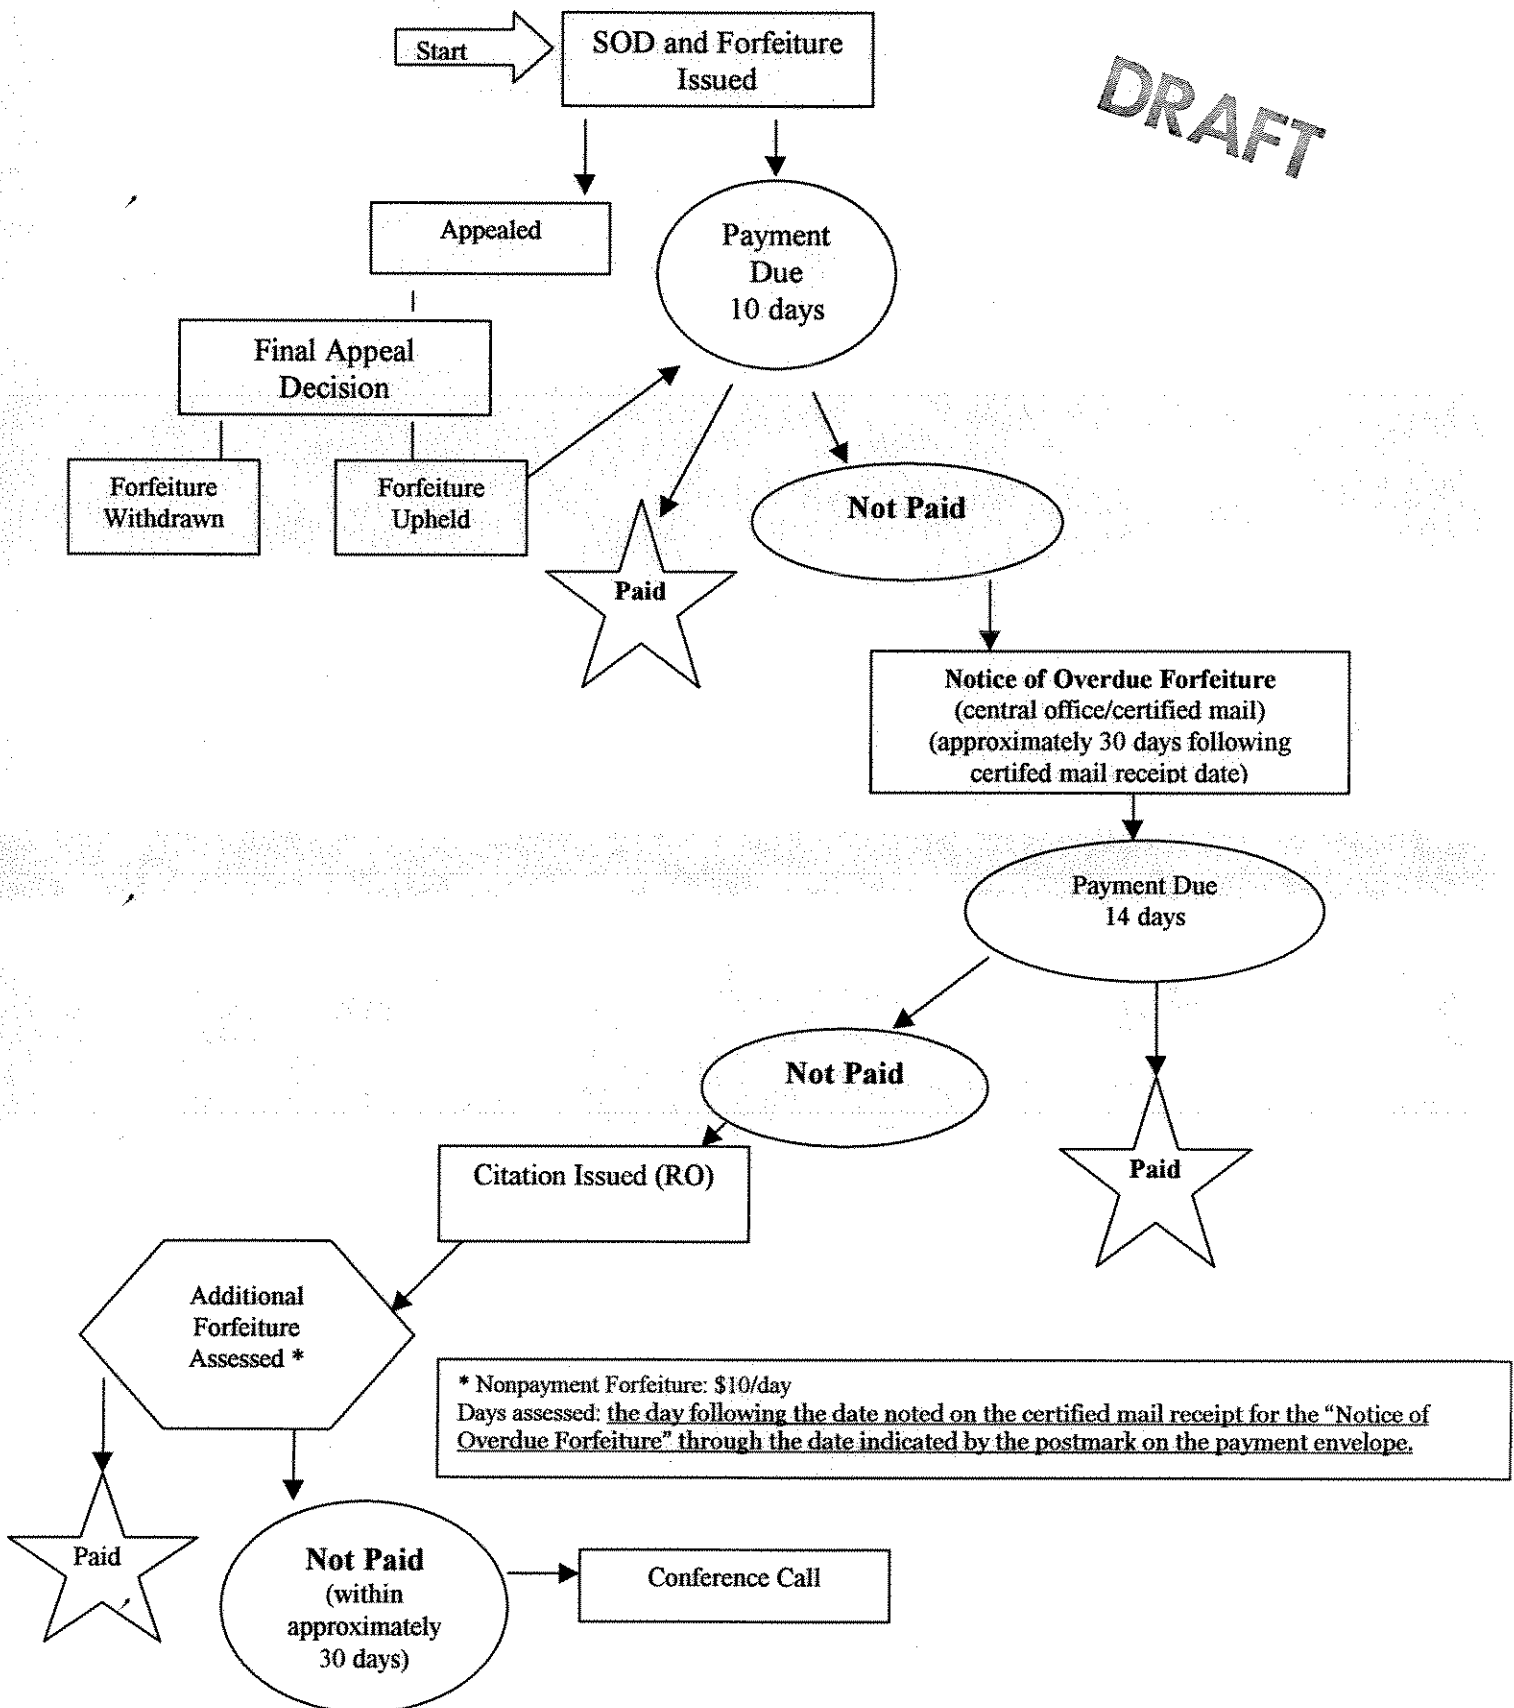 Start
SOD and Forfeiture
Issued
DRAFT
Appealed
Payment
Due
10 days
Final Appeal
Decision
Forfeiture
Withdrawn
Forfeiture
Upheld
Paid
Not Paid
Notice of Overdue Forfeiture
(central office/certified mail)
(approximately 30 days following
certifed mail receipt date)
Payment Due
14 days
Not Paid
Paid
Citation Issued (RO)
Additional
Forfeiture
Assessed *
* Nonpayment Forfeiture: $10/day
Days assessed: the day following the date noted on the certified mail receipt for the “Notice of
Overdue Forfeiture” through the date indicated by the postmark on the payment envelope.
Paid
Not Paid
(within
approximately
30 days)
Conference Call